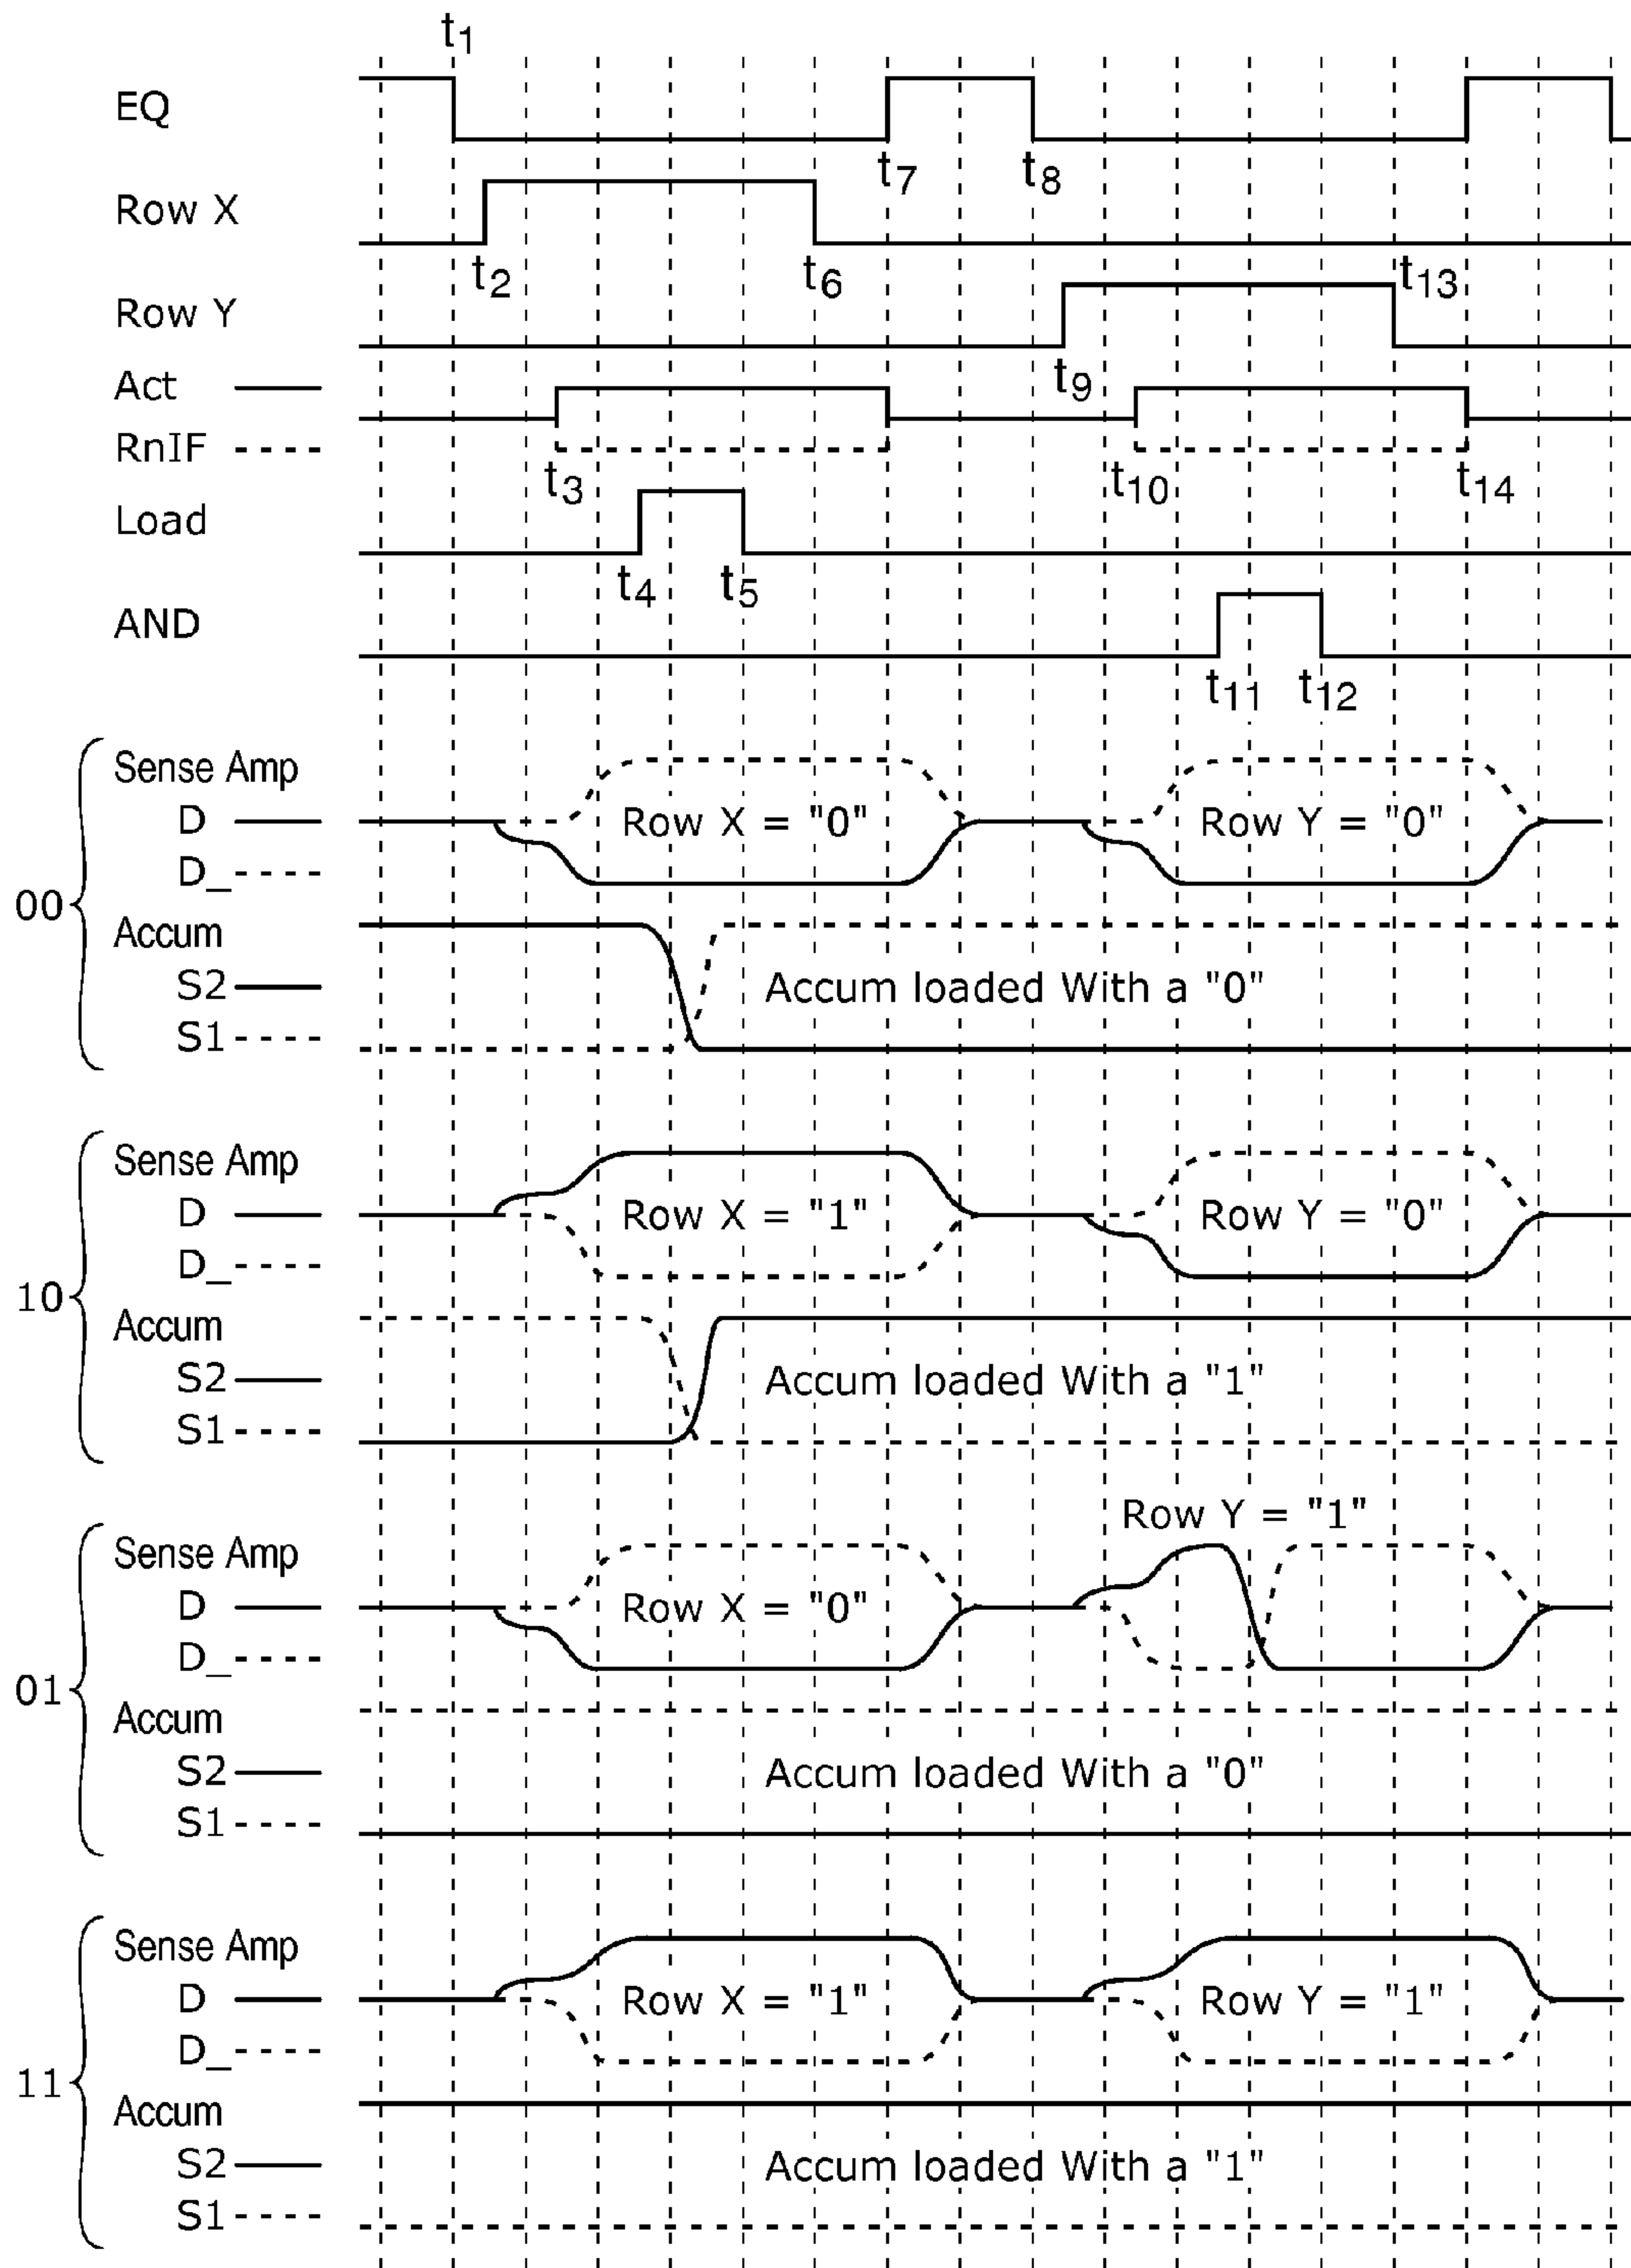 t1
EQ
t7 t8
Row X
t2 t6 t13
Row Y
t9
Act
RnIF
t3 t10 t14
Load
t4 t5
AND
t11 t12
00
Sense Amp
D Row X = "0" Row Y = "0"
D_
Accum
S2 Accum loaded With a "0"
S1
10
Sense Amp
D Row X = "1" Row Y = "0"
D_
Accum
S2 Accum loaded With a "1"
S1
01
Row Y = "1"
Sense Amp
D Row X = "0"
D_
Accum
S2 Accum loaded With a "0"
S1
11
Sense Amp
D Row X = "1" Row Y = "1"
D_
Accum
S2 Accum loaded With a "1"
S1